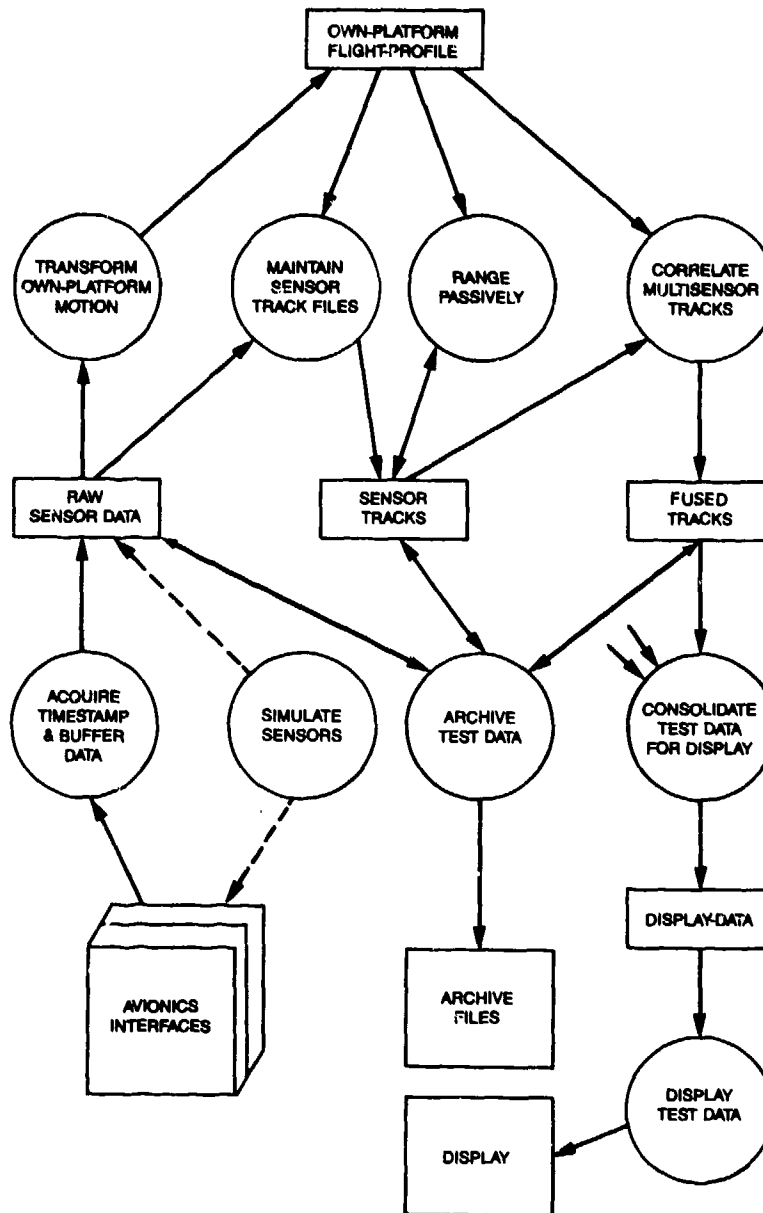 OWN-PLATFORM
FLIGHT-PROFILE
TRANSFORM
OWN-PLATFORM
MOTION
MAINTAIN
SENSOR
TRACK FILES
RANGE
PASSIVELY
CORRELATE
MULTISENSOR
TRACKS
RAW
SENSOR DATA
SENSOR
TRACKS
FUSED
TRACKS
ACQUIRE
TIMESTAMP
& BUFFER
DATA
SIMULATE
SENSORS
ARCHIVE
TEST DATA
CONSOLIDATE
TEST DATA
FOR DISPLAY
AVIONICS
INTERFACES
ARCHIVE
FILES
DISPLAY-DATA
DISPLAY
TEST DATA
DISPLAY